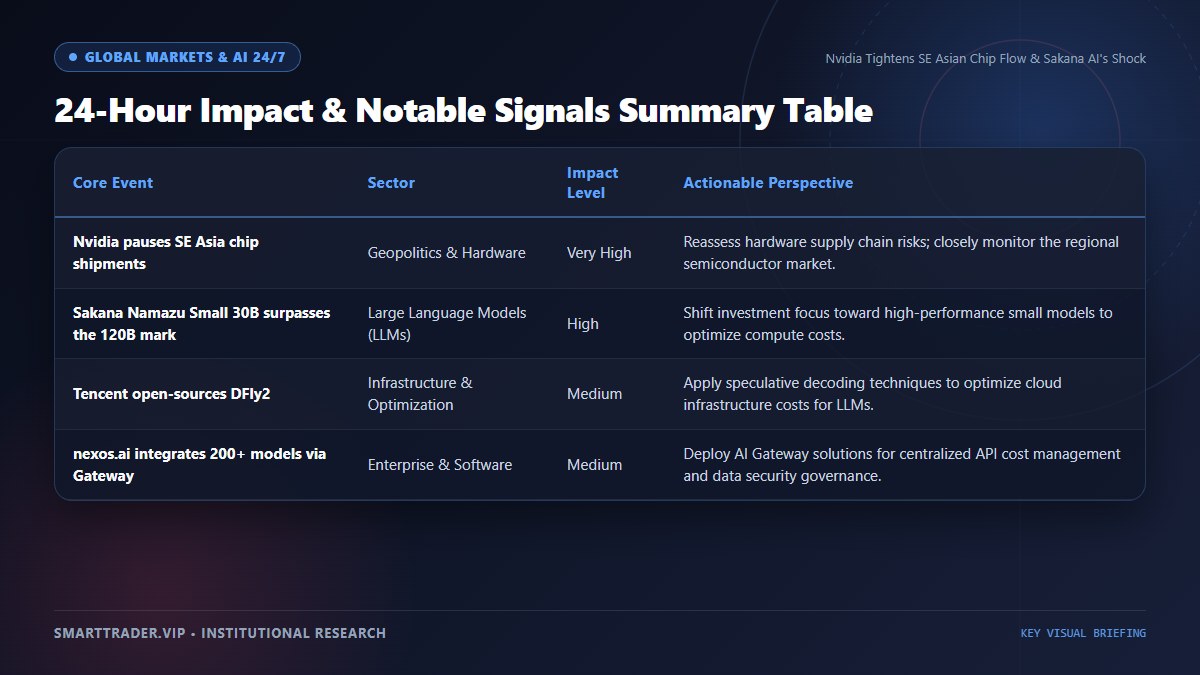 GLOBAL MARKETS & AI 24/7
Nvidia Tightens SE Asian Chip Flow & Sakana AI's Shock
24-Hour Impact & Notable Signals Summary Table
Core Event
Sector
Impact
Level
Actionable Perspective
Nvidia pauses SE Asia chip
shipments
Geopolitics & Hardware
Very High
Reassess hardware supply chain risks; closely monitor the regional
semiconductor market.
Sakana Namazu Small 30B surpasses
the 120B mark
Large Language Models
(LLMs)
High
Shift investment focus toward high-performance small models to
optimize compute costs.
Tencent open-sources DFly2
Infrastructure &
Optimization
Medium
Apply speculative decoding techniques to optimize cloud
infrastructure costs for LLMs.
nexos.ai integrates 200+ models via
Gateway
Enterprise & Software
Medium
Deploy AI Gateway solutions for centralized API cost management
and data security governance.
SMARTTRADER.VIP • INSTITUTIONAL RESEARCH
KEY VISUAL BRIEFING